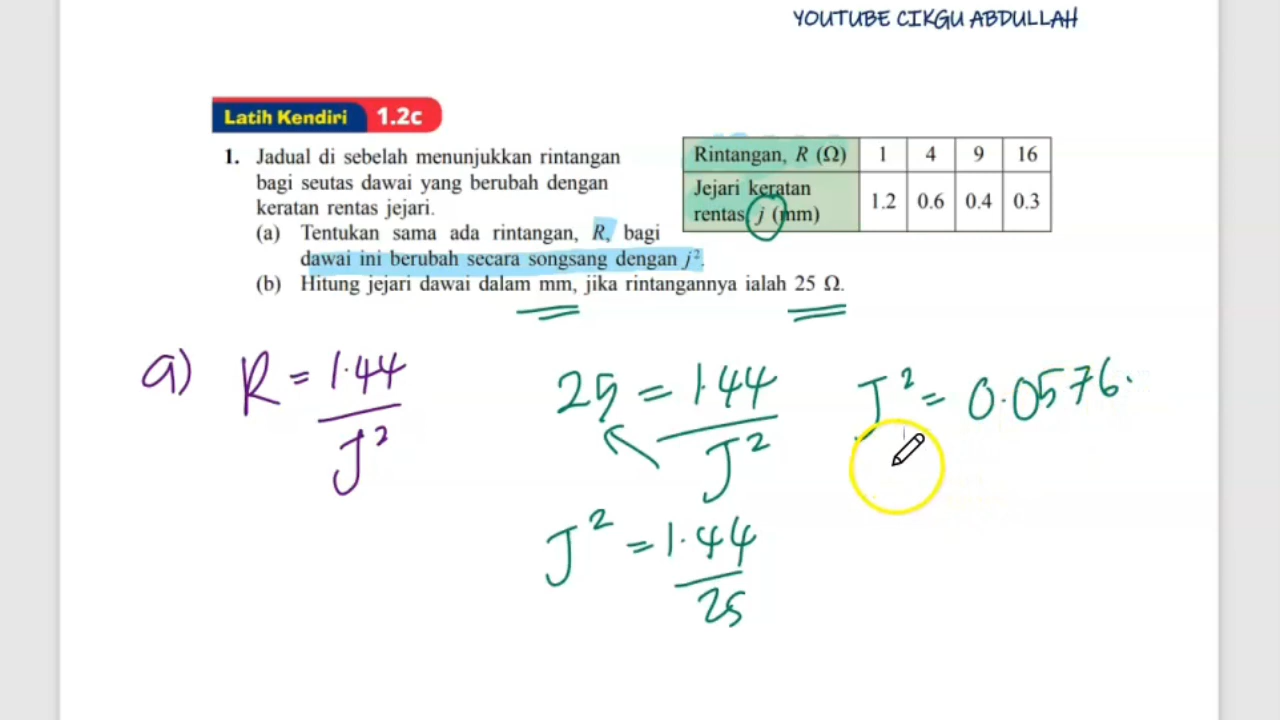 YOUTUBE CIKGU ABDULLAH
Latih Kendiri 1.2c
1. Jadual di sebelah menunjukkan rintangan
bagi seutas dawai yang berubah dengan
keratan rentas jejari.
(a) Tentukan sama ada rintangan, R, bagi
dawai ini berubah secara songsang dengan j².
(b) Hitung jejari dawai dalam mm, jika rintangannya ialah 25 Ω.
Rintangan, R (Ω) 1 4 9 16
Jejari keratan
rentas, j (mm) 1.2 0.6 0.4 0.3
a) R = 1.44
J²
25 = 1.44
J²
J² = 1.44
25
J² = 0.0576.